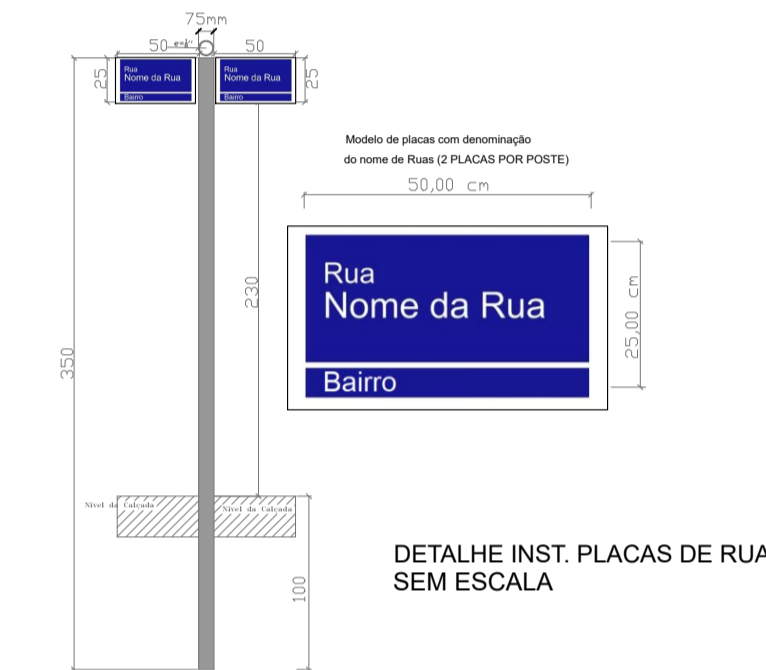 75mm
50
50
25
Rua
Nome da Rua
Bairro
Rua
Nome da Rua
Bairro
25
Modelo de placas com denominação
do nome de Ruas (2 PLACAS POR POSTE)
50,00 cm
Rua
Nome da Rua
Bairro
25,00 cm
230
350
Nivel da Calçada
Nivel da Calçada
100
DETALHE INST. PLACAS DE RUA
SEM ESCALA